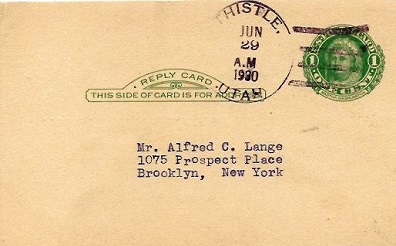 THISTLE,
JUN
29
A.M
1930
UTAH
REPLY CARD
THIS SIDE OF CARD IS FOR ADDRESS
1 1
Mr. Alfred C. Lange
1075 Prospect Place
Brooklyn, New York